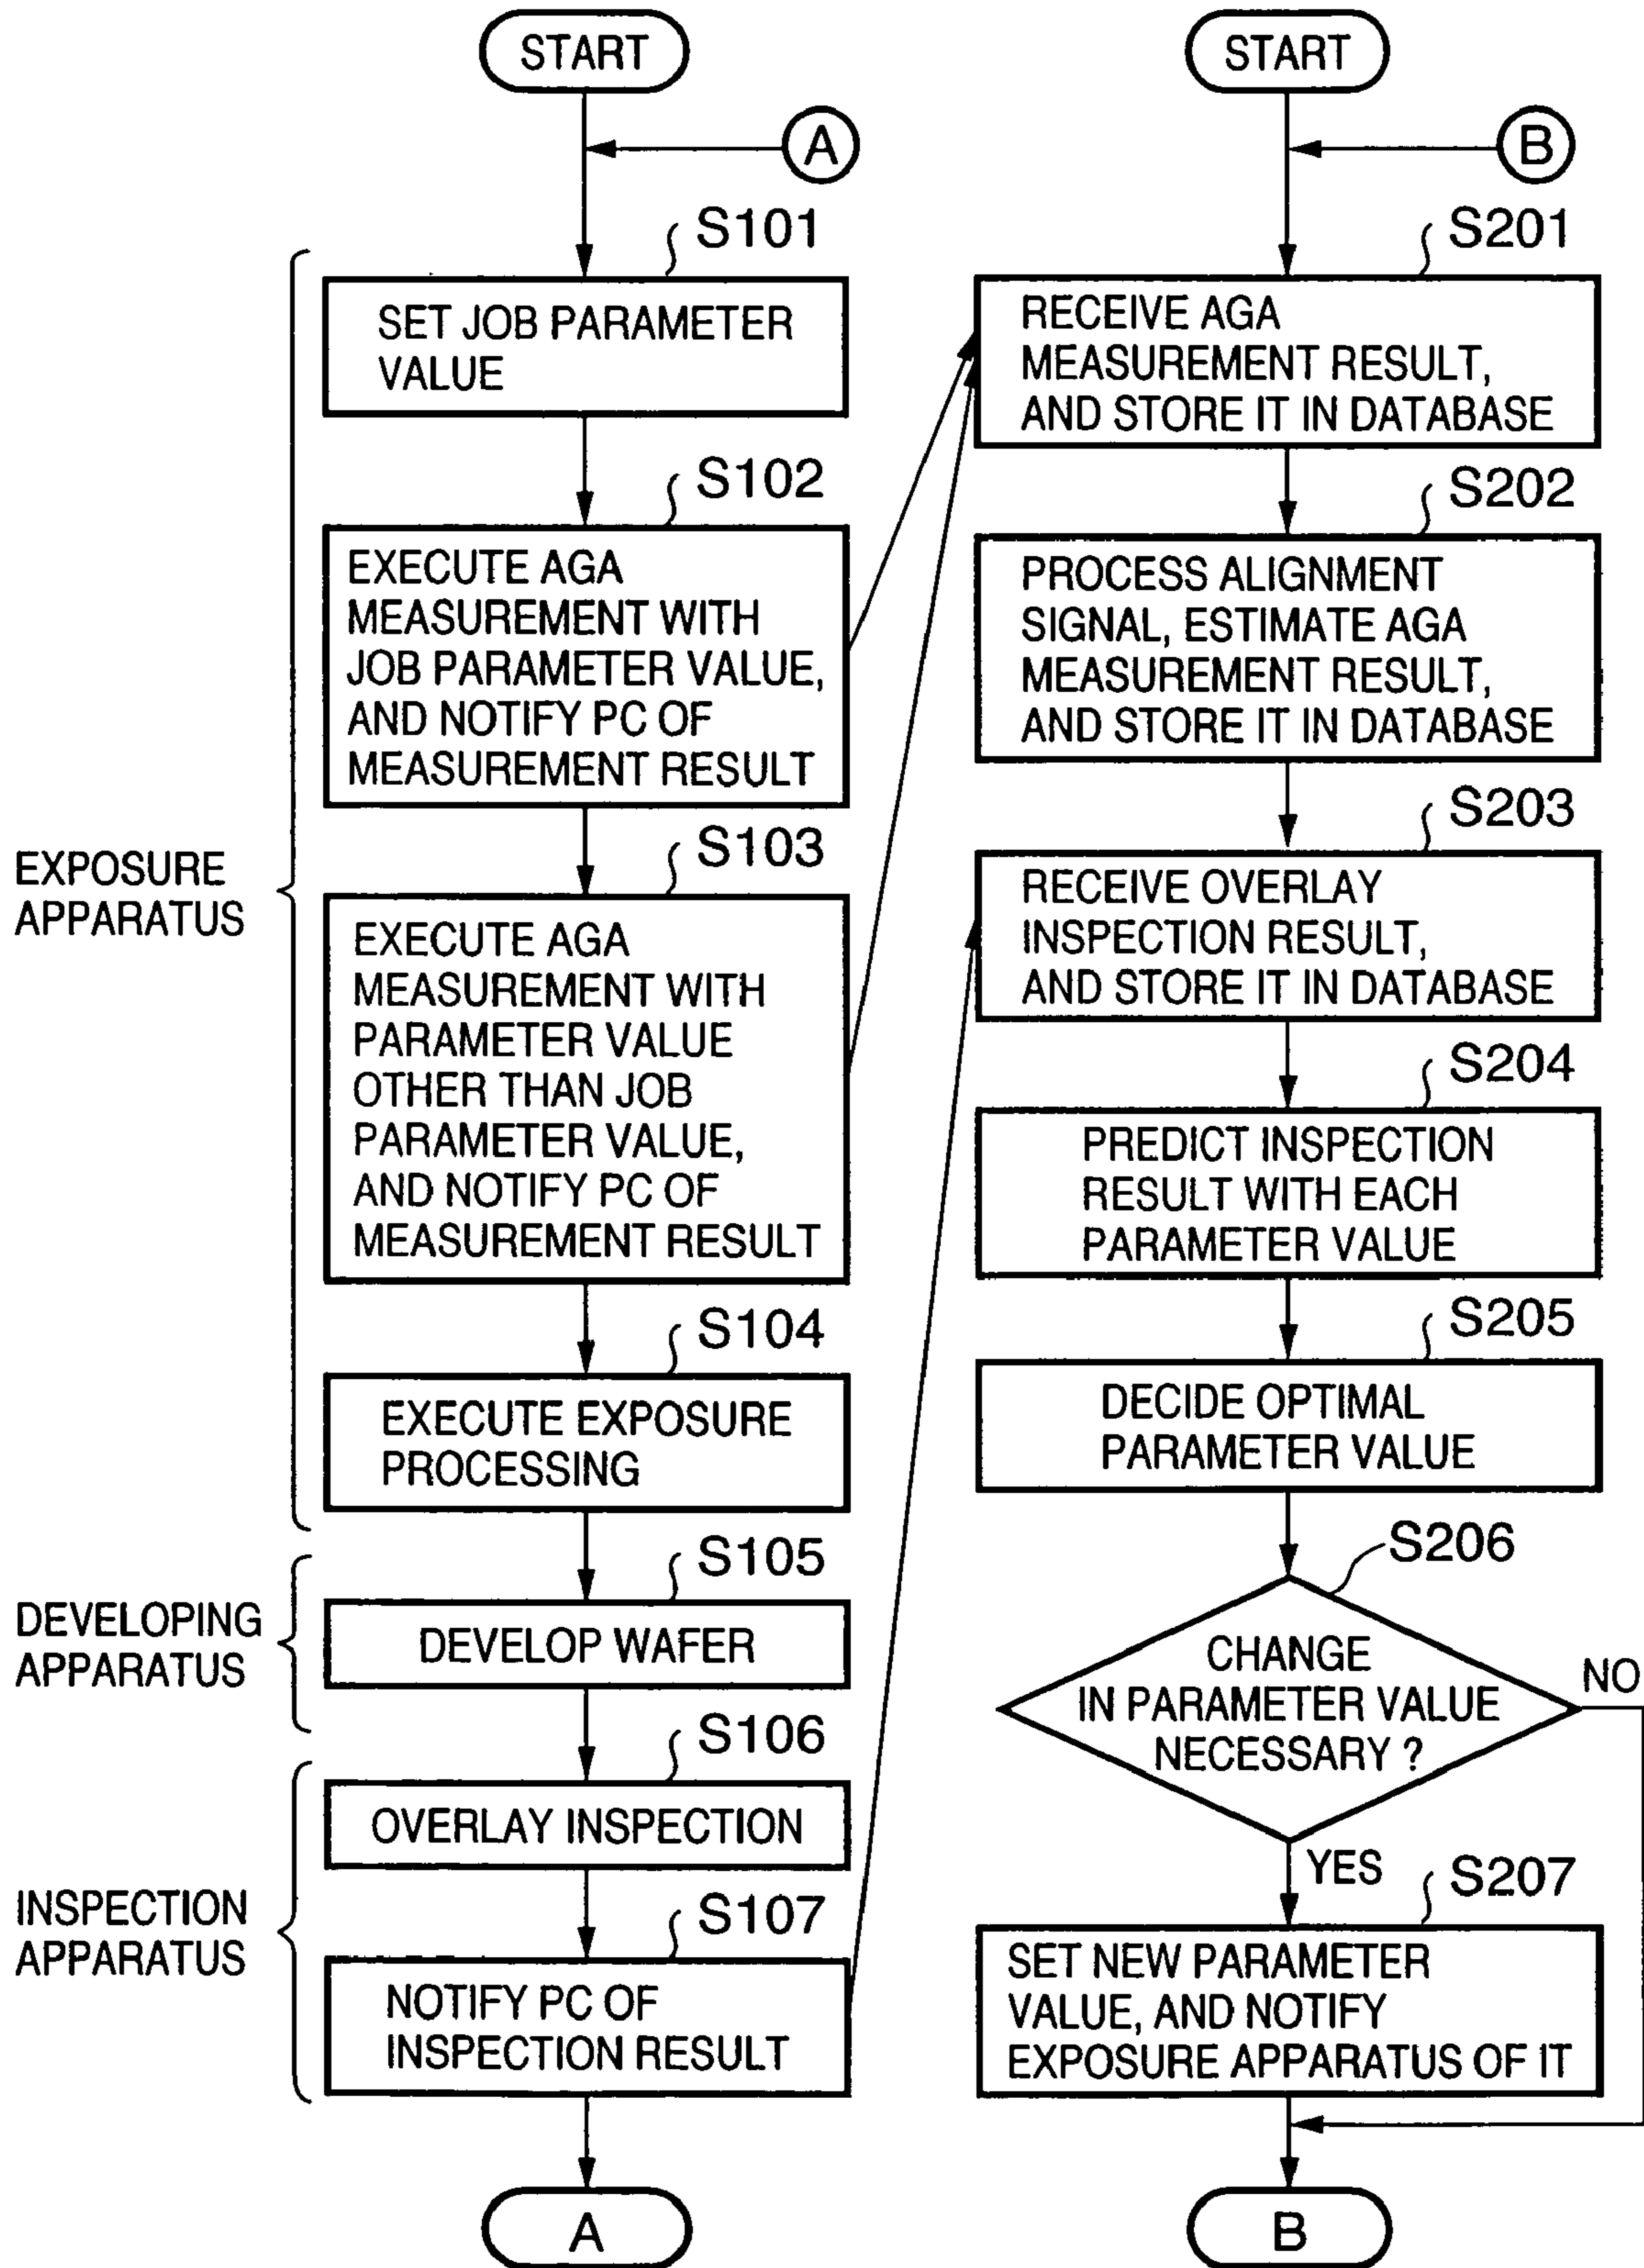 START
A
S101
SET JOB PARAMETER
VALUE
S102
EXECUTE AGA
MEASUREMENT WITH
JOB PARAMETER VALUE,
AND NOTIFY PC OF
MEASUREMENT RESULT
S103
EXECUTE AGA
MEASUREMENT WITH
PARAMETER VALUE
OTHER THAN JOB
PARAMETER VALUE,
AND NOTIFY PC OF
MEASUREMENT RESULT
EXPOSURE
APPARATUS
S104
EXECUTE EXPOSURE
PROCESSING
S105
DEVELOP WAFER
DEVELOPING
APPARATUS
S106
OVERLAY INSPECTION
S107
NOTIFY PC OF
INSPECTION RESULT
INSPECTION
APPARATUS
A
START
B
S201
RECEIVE AGA
MEASUREMENT RESULT,
AND STORE IT IN DATABASE
S202
PROCESS ALIGNMENT
SIGNAL, ESTIMATE AGA
MEASUREMENT RESULT,
AND STORE IT IN DATABASE
S203
RECEIVE OVERLAY
INSPECTION RESULT,
AND STORE IT IN DATABASE
S204
PREDICT INSPECTION
RESULT WITH EACH
PARAMETER VALUE
S205
DECIDE OPTIMAL
PARAMETER VALUE
S206
CHANGE
IN PARAMETER VALUE
NECESSARY ?
NO
YES
S207
SET NEW PARAMETER
VALUE, AND NOTIFY
EXPOSURE APPARATUS OF IT
B